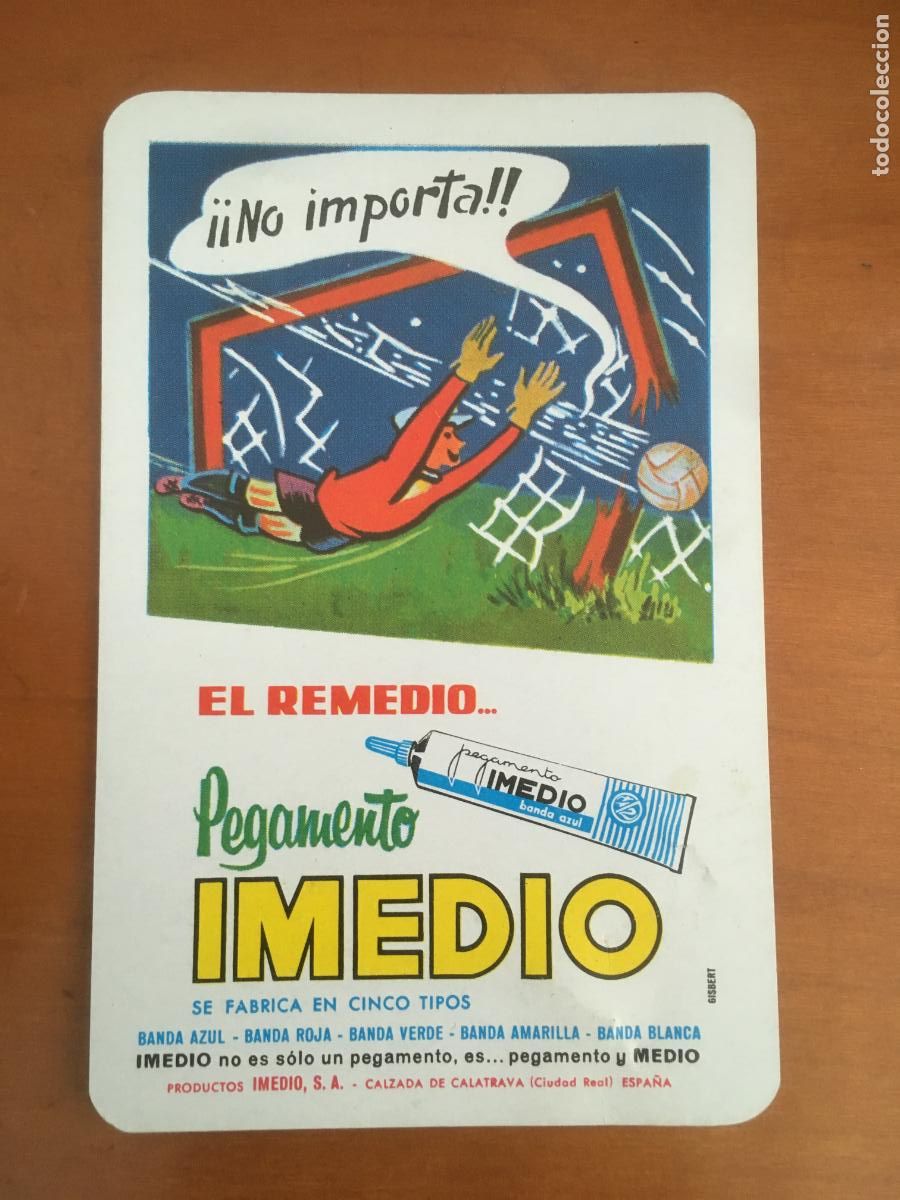 ¡¡No importa!!
EL REMEDIO...
pegamento
IMEDIO
banda azul
Pegamento
IMEDIO
SE FABRICA EN CINCO TIPOS
BANDA AZUL - BANDA ROJA - BANDA VERDE - BANDA AMARILLA - BANDA BLANCA
IMEDIO no es sólo un pegamento, es... pegamento y MEDIO
PRODUCTOS IMEDIO, S. A. - CALZADA DE CALATRAVA (Ciudad Real) ESPAÑA
GISBERT
todocoleccion